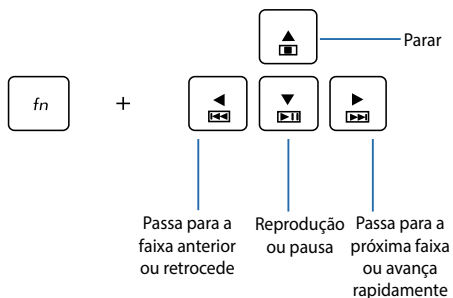 Parar
fn
+
Passa para a
faixa anterior
ou retrocede
Reprodução
ou pausa
Passa para a
próxima faixa
ou avança
rapidamente